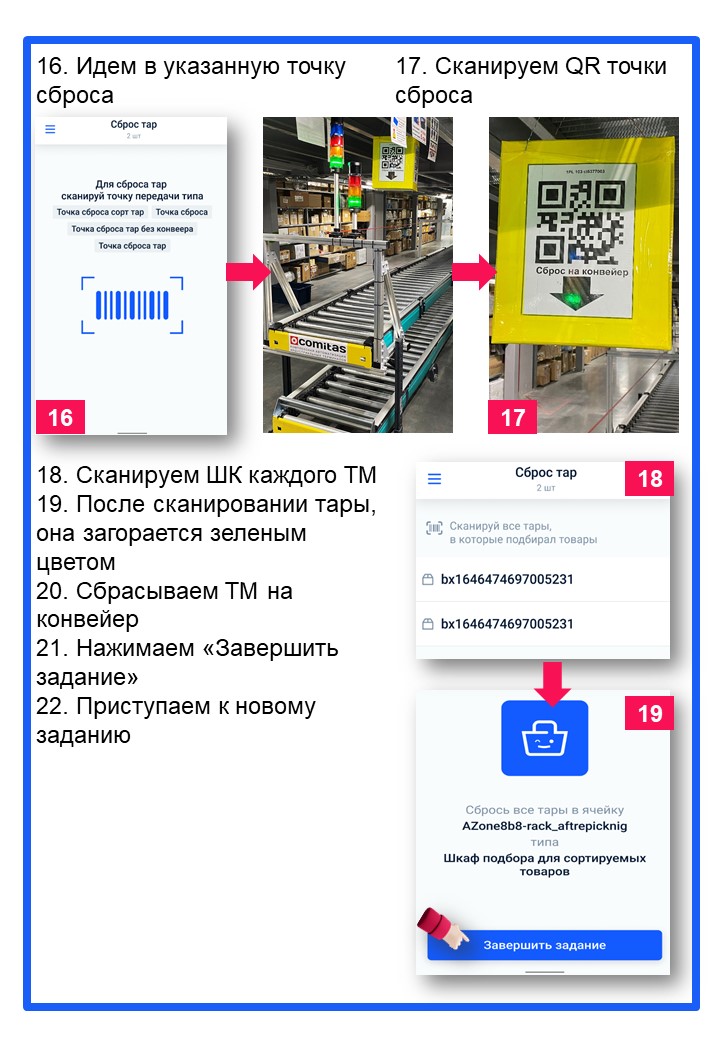 16. Идем в указанную точку
сброса
17. Сканируем QR точки
сброса
Сброс тар
2 шт
Для сброса тар
сканируй точку передачи типа
Точка сброса сорт тар Точка сброса
Точка сброса тар без конвеера
Точка сброса тар
16
comitas
Сброс на конвейер
17
18. Сканируем ШК каждого ТМ
19. После сканировании тары,
она загорается зеленым
цветом
20. Сбрасываем ТМ на
конвейер
21. Нажимаем «Завершить
задание»
22. Приступаем к новому
заданию
Сброс тар
2 шт
18
Сканируй все тары,
в которые подбирал товары
bx1646474697005231
bx1646474697005231
19
Сбрось все тары в ячейку
AZone8b8-rack_aftrepicknig
типа
Шкаф подбора для сортируемых
товаров
Завершить задание